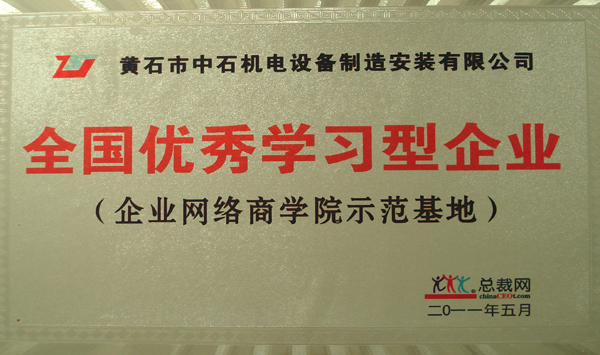 黄石市中石机电设备制造安装有限公司
全国优秀学习型企业
（企业网络商学院示范基地）
总裁网
chinaCEOt.com
二0一一年五月